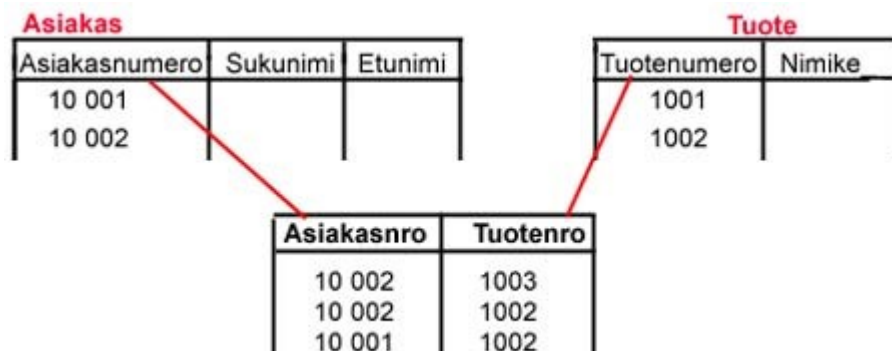 Asiakas Tuote
Asiakasnumero Sukunimi Etunimi Tuotenumero Nimike
10 001 1001
10 002 1002
Asiakasnro Tuotenro
10 002 1003
10 002 1002
10 001 1002